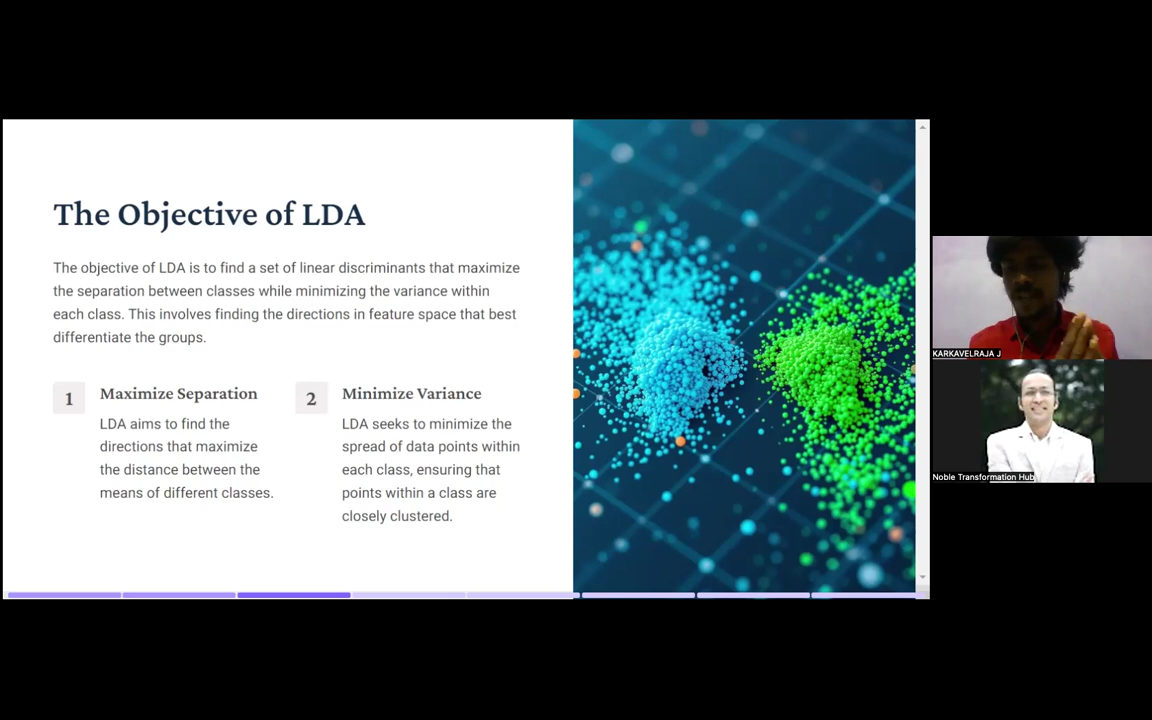 The Objective of LDA
The objective of LDA is to find a set of linear discriminants that maximize
the separation between classes while minimizing the variance within
each class. This involves finding the directions in feature space that best
differentiate the groups.
1
Maximize Separation
LDA aims to find the
directions that maximize
the distance between the
means of different classes.
2
Minimize Variance
LDA seeks to minimize the
spread of data points within
each class, ensuring that
points within a class are
closely clustered.
KARKAVELRAJA J
Noble Transformation Hub